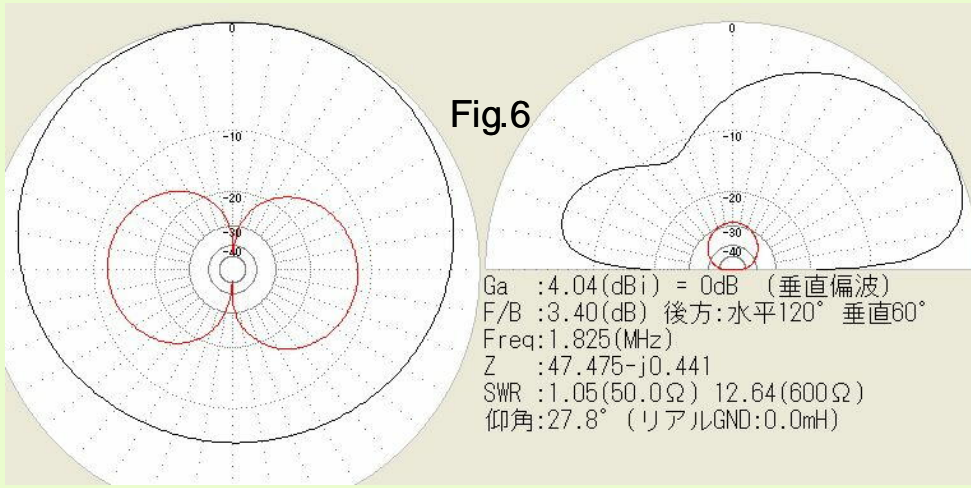 0
-10
-20
-30
-40
Fig.6
0
-10
-20
-30
-40
Ga :4.04(dBi) = 0dB (垂直偏波)
F/B :3.40(dB) 後方:水平120° 垂直60°
Freq:1.825(MHz)
Z :47.475-j0.441
SWR :1.05(50.0Ω) 12.64(600Ω)
仰角:27.8° (リアルGND:0.0mH)